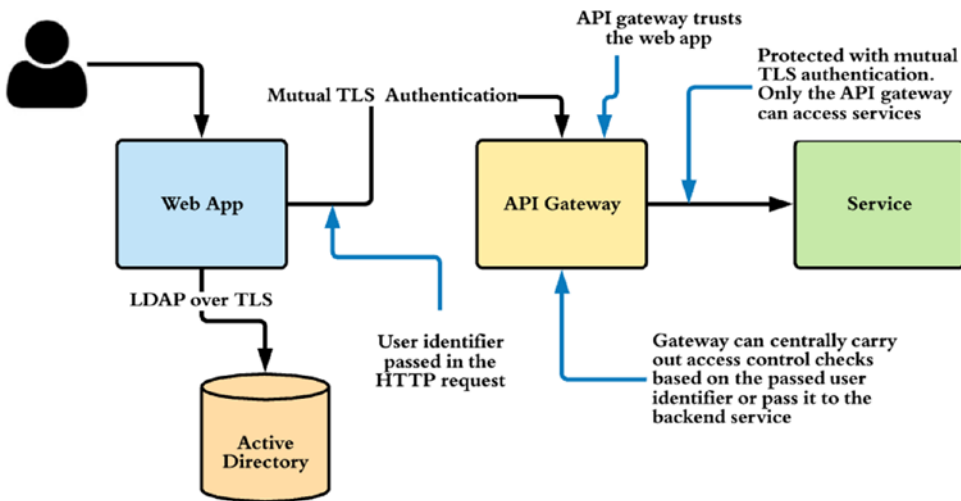 API gateway trusts
the web app
Protected with mutual
TLS authentication.
Only the API gateway
can access services
Mutual TLS Authentication
Web App
API Gateway
Service
LDAP over TLS
User identifier
passed in the
HTTP request
Gateway can centrally carry
out access control checks
based on the passed user
identifier or pass it to the
backend service
Active
Directory